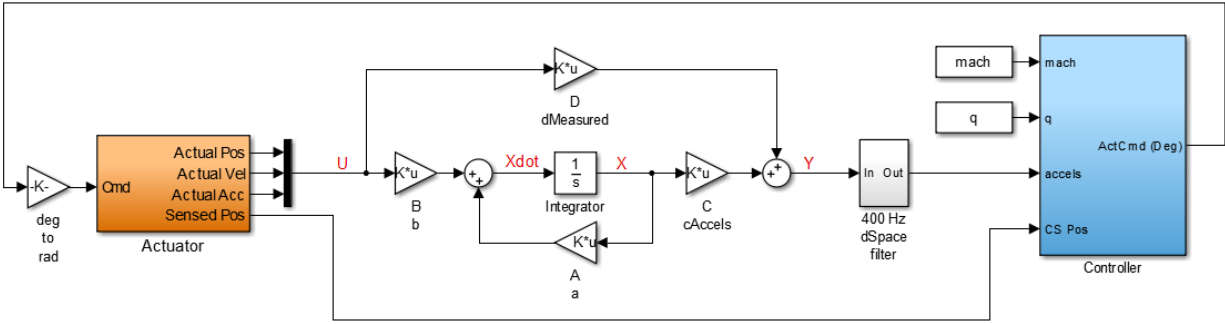 K*u
D
dMeasured
mach
mach
q
q
ActCmd (Deg)
accels
CS Pos
Controller
-K-
deg
to
rad
Cmd
Actual Pos
Actual Vel
Actual Acc
Sensed Pos
Actuator
U
K*u
B
b
+
+
Xdot
1
s
Integrator
X
K*u
A
a
K*u
C
cAccels
+
+
Y
In Out
400 Hz
dSpace
filter